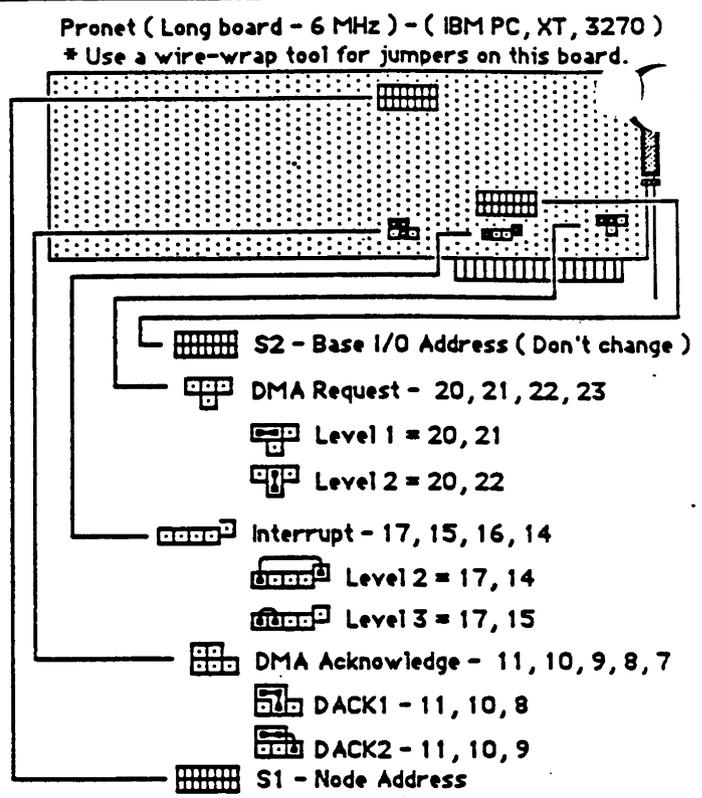 Pronet ( Long board - 6 MHz ) - ( IBM PC, XT, 3270 )
* Use a wire-wrap tool for jumpers on this board.
S2 - Base I/O Address ( Don't change )
DMA Request - 20, 21, 22, 23
Level 1 = 20, 21
Level 2 = 20, 22
Interrupt - 17, 15, 16, 14
Level 2 = 17, 14
Level 3 = 17, 15
DMA Acknowledge - 11, 10, 9, 8, 7
DACK1 - 11, 10, 8
DACK2 - 11, 10, 9
S1 - Node Address